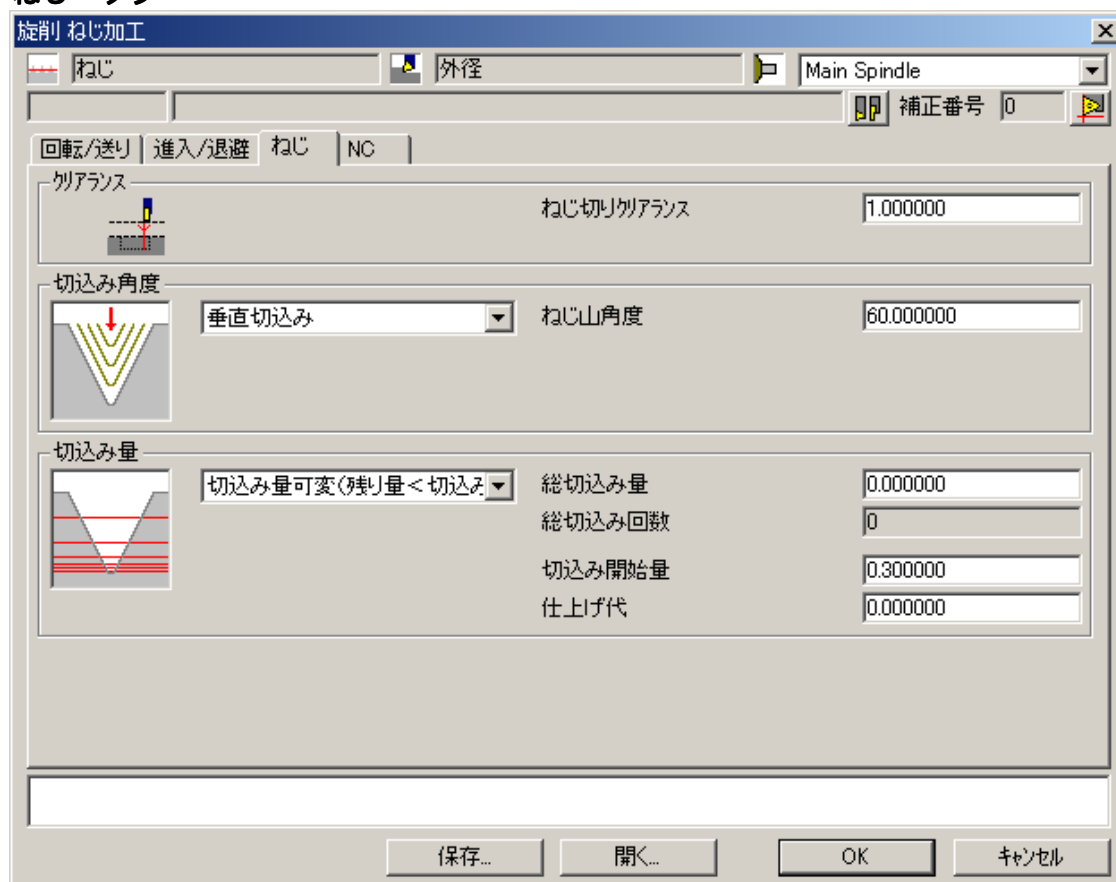 旋削 ねじ加工
ねじ 外径 Main Spindle
補正番号 0
回転/送り 進入/退避 ねじ NC
クリアランス
ねじ切りクリアランス 1.000000
切込み角度
垂直切込み ねじ山角度 60.000000
切込み量
切込み量可変(残り量<切込み 総切込み量 0.000000
総切込み回数 0
切込み開始量 0.300000
仕上げ代 0.000000
保存... 開く... OK キャンセル